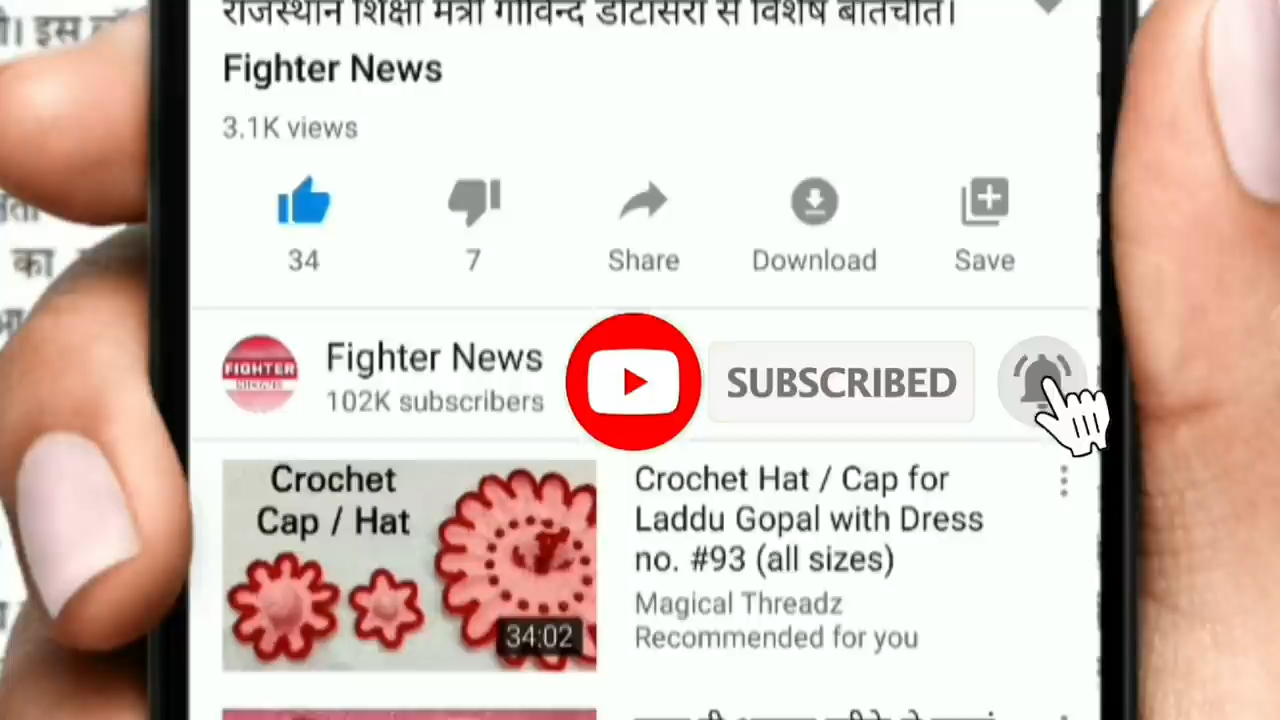 राजस्थान शिक्षा मंत्री गोविन्द डोटासरा से विशेष बातचीत।
Fighter News
3.1K views
34
7
Share
Download
Save
FIGHTER
NEWS
Fighter News
102K subscribers
SUBSCRIBED
Crochet
Cap / Hat
34:02
Crochet Hat / Cap for
Laddu Gopal with Dress
no. #93 (all sizes)
Magical Threadz
Recommended for you
का